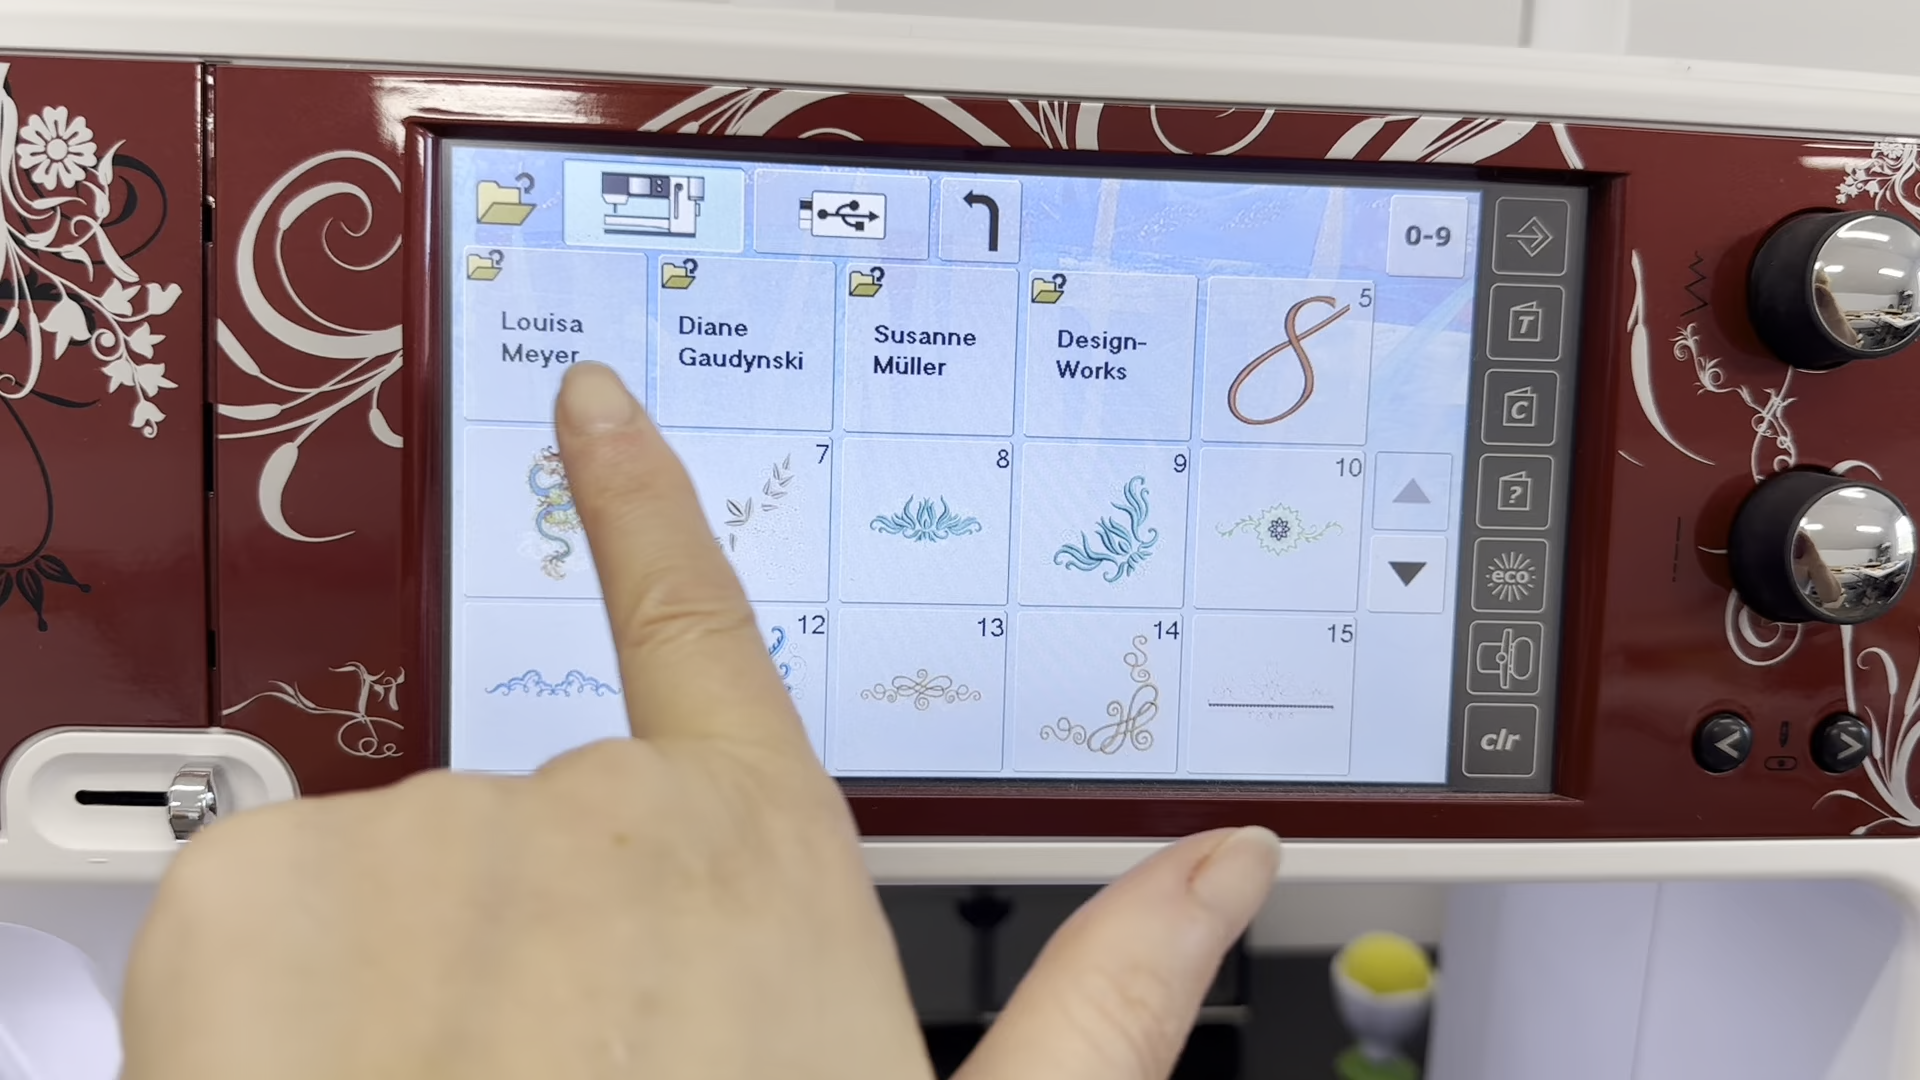 0-9
Louisa
Meyer
Diane
Gaudynski
Susanne
Müller
Design-
Works
5
7
8
9
10
12
13
14
15
T
C
?
eco
clr